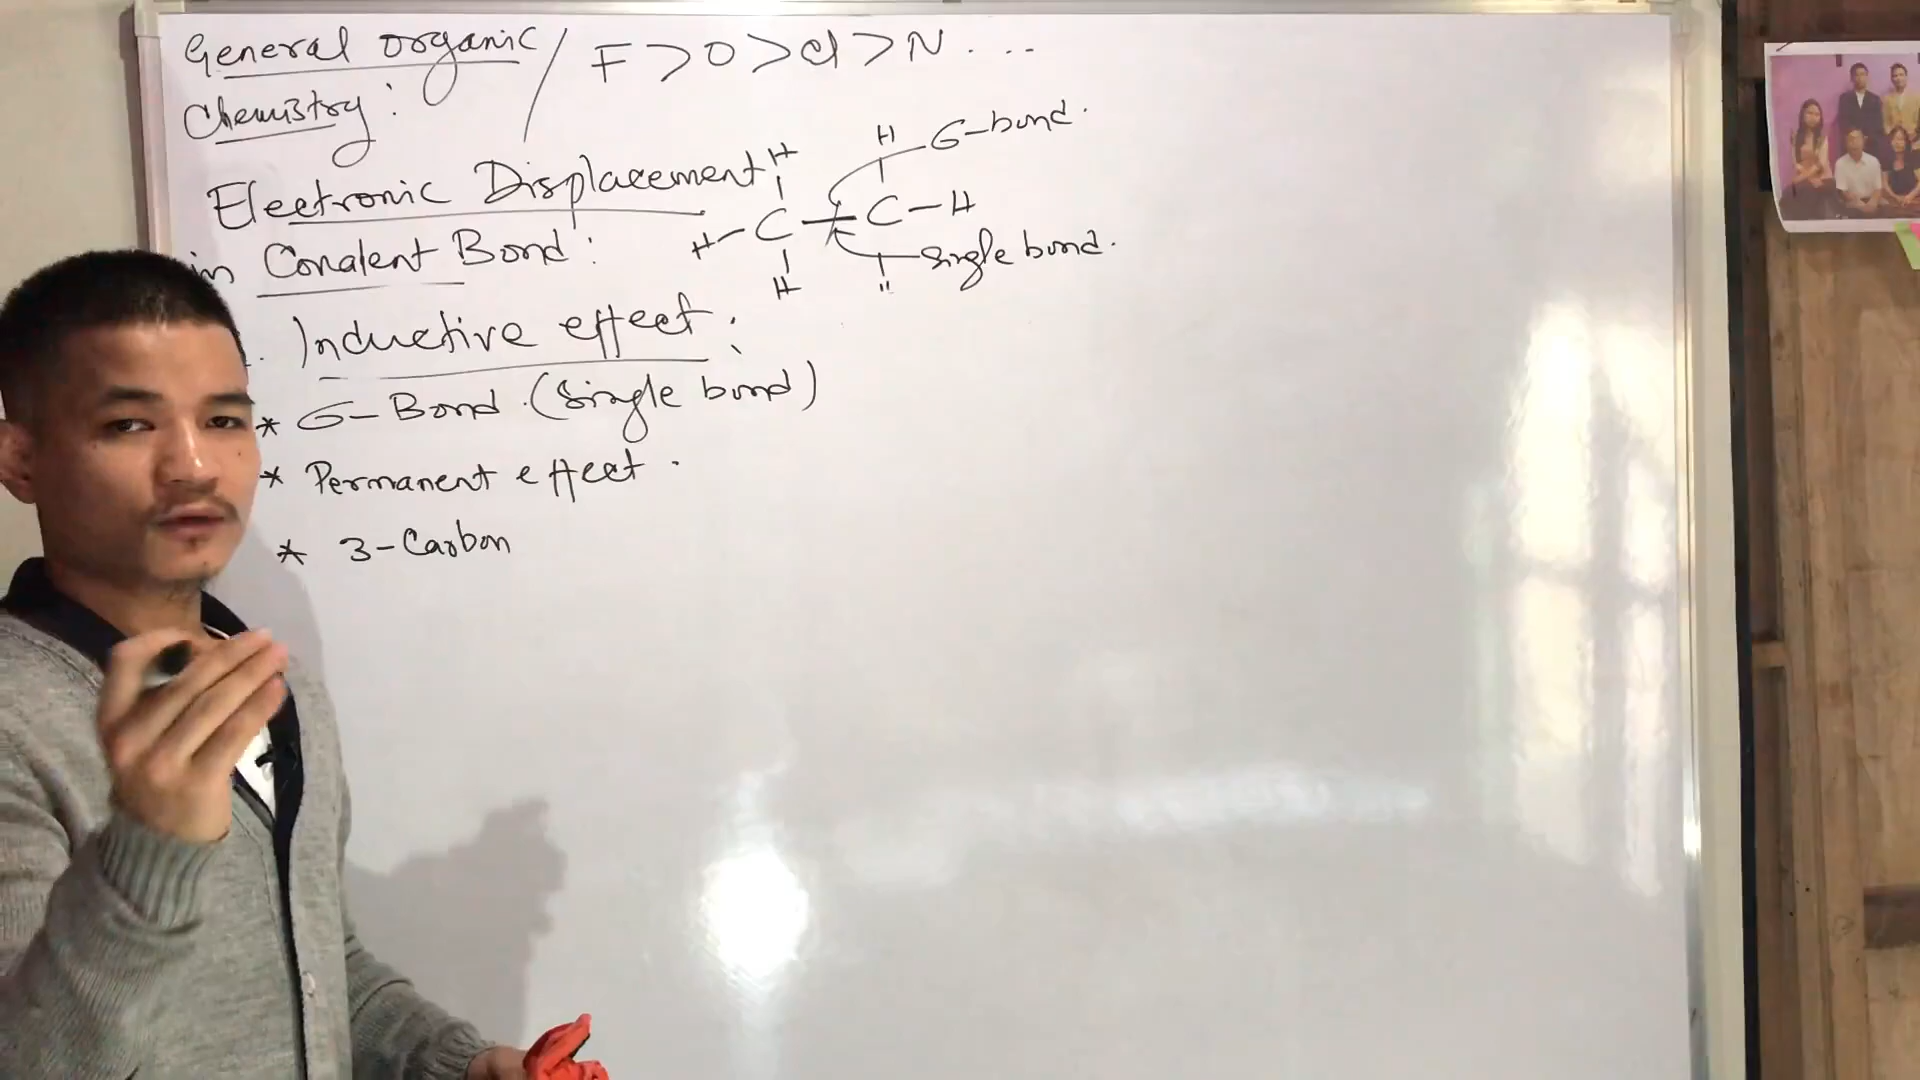 General organic / F > O > Cl > N ...
Chemistry:
Electronic Displacement
in Covalent Bond:
H H σ-bond.
H - C - C - H
H H single bond.
1. Inductive effect:
* σ-Bond. (single bond)
* Permanent effect.
* 3-Carbon